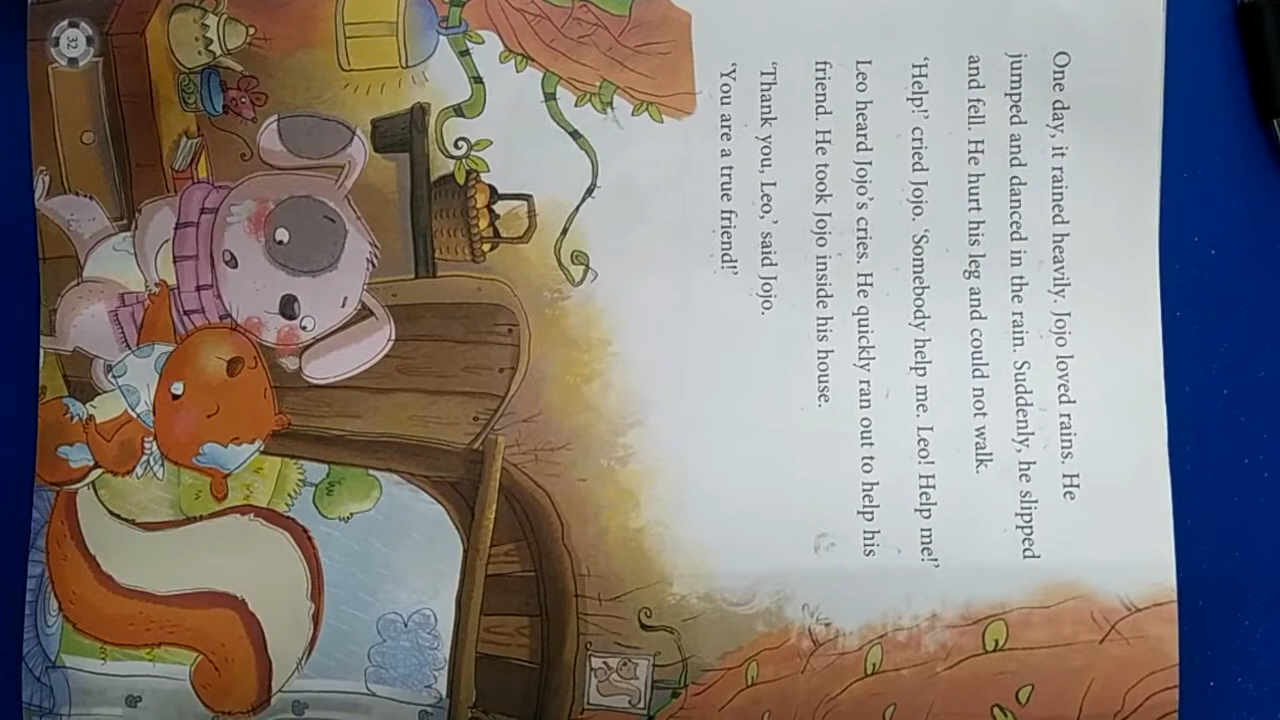 One day, it rained heavily. Jojo loved rains. He
jumped and danced in the rain. Suddenly, he slipped
and fell. He hurt his leg and could not walk.
‘Help!’ cried Jojo. ‘Somebody help me. Leo! Help me!’
Leo heard Jojo’s cries. He quickly ran out to help his
friend. He took Jojo inside his house.
‘Thank you, Leo,’ said Jojo.
‘You are a true friend!’
32